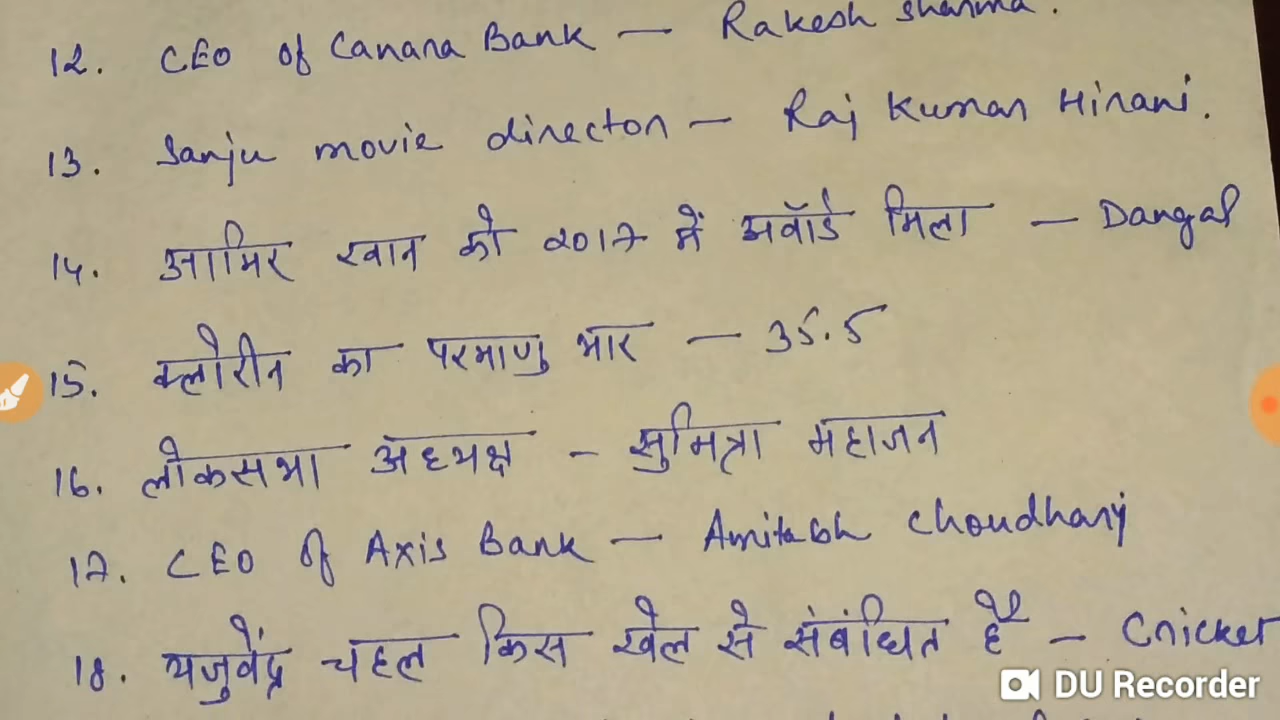 12. CEO of Canara Bank — Rakesh Sharma.
13. Sanju movie director — Raj Kumar Hirani.
14. आमिर खान को 2017 में अवॉर्ड मिला — Dangal
15. क्लोरीन का परमाणु भार — 35.5
16. लोकसभा अध्यक्ष - सुमित्रा महाजन
17. CEO of Axis Bank — Amitabh Choudhary
18. यजुवेंद्र चहल किस खेल से संबंधित है — Cricket
DU Recorder